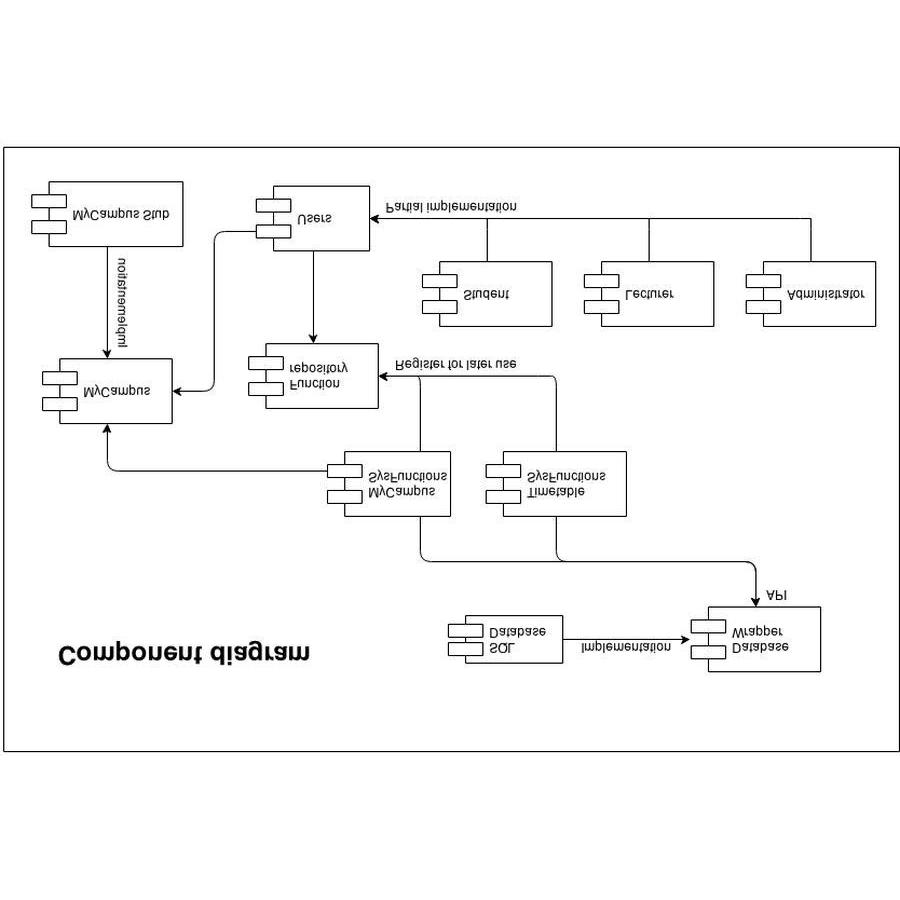 Component diagram
SQL
Database
Implementation
Database
Wrapper
API
MyCampus
SysFunctions
Timetable
SysFunctions
MyCampus
Function
repository
Register for later use
Implementation
Student
Lecturer
Administrator
MyCampus Stub
Users
Partial implementation